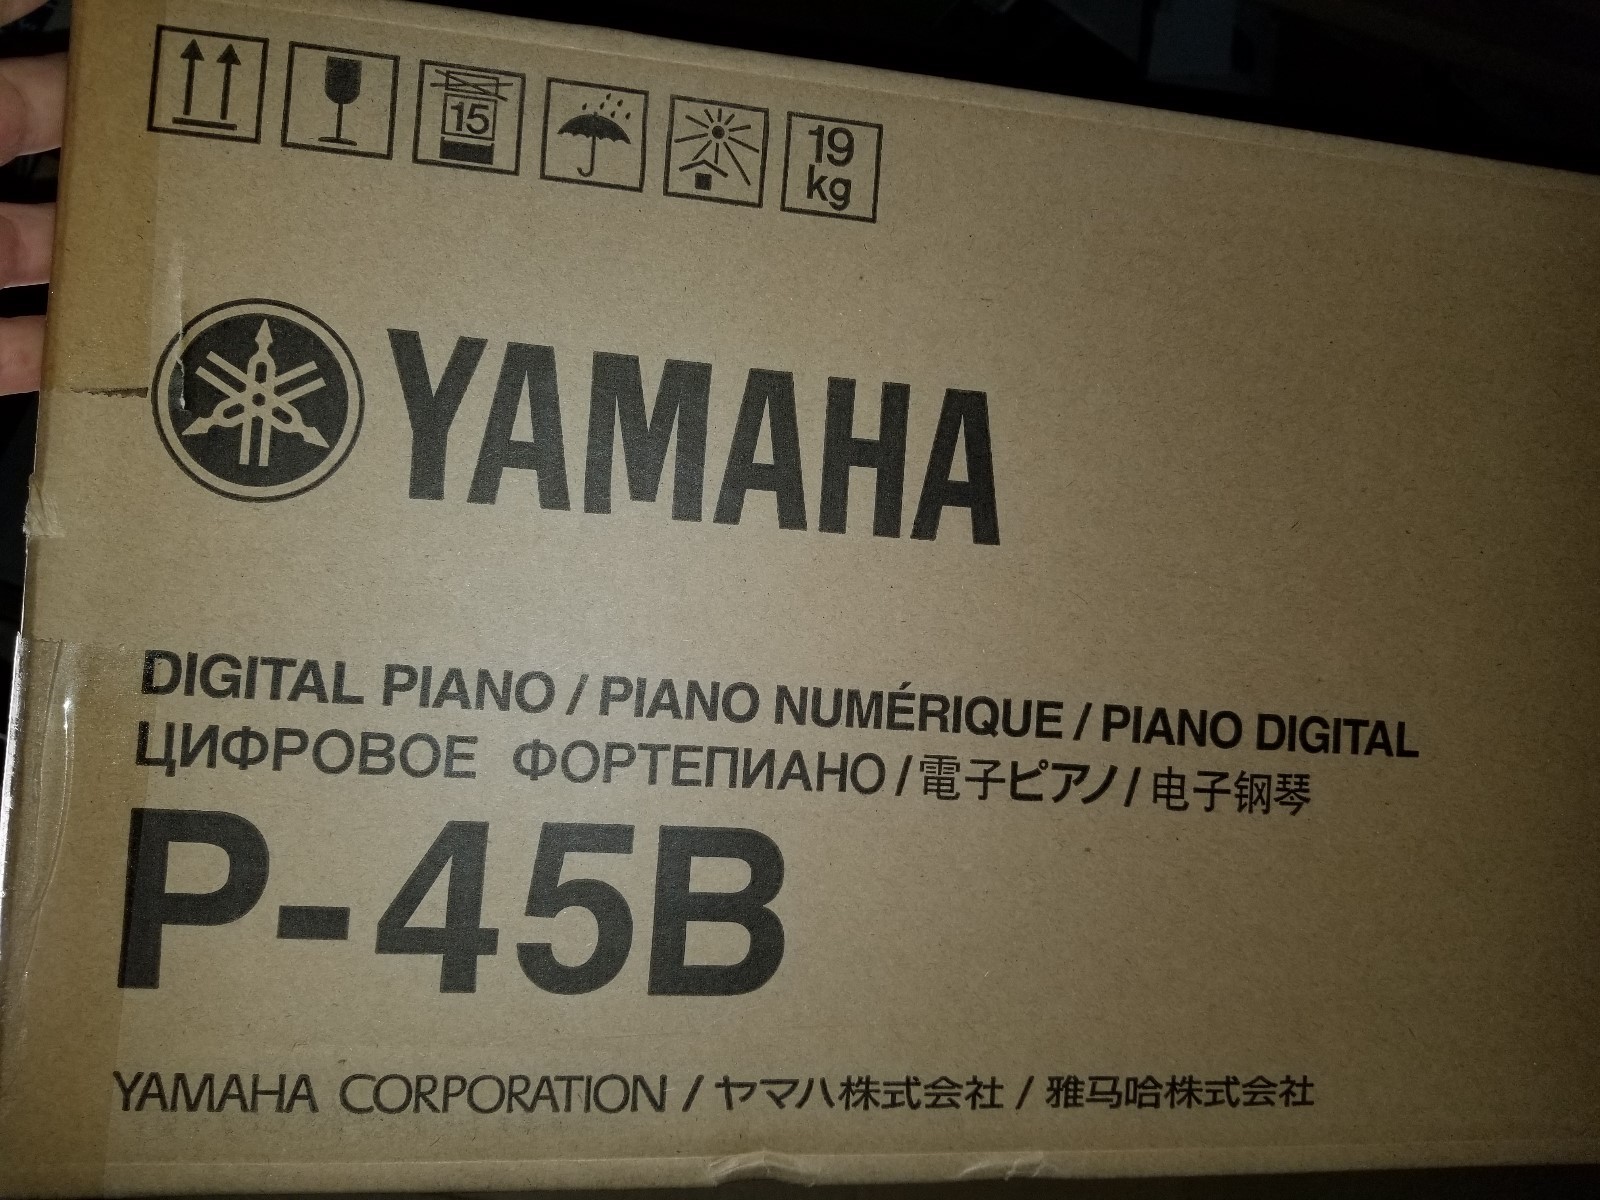 15
19
kg
YAMAHA
DIGITAL PIANO / PIANO NUMÉRIQUE / PIANO DIGITAL
ЦИФРОВОЕ ФОРТЕПИАНО / 電子ピアノ / 电子钢琴
P-45B
YAMAHA CORPORATION / ヤマハ株式会社 / 雅马哈株式会社